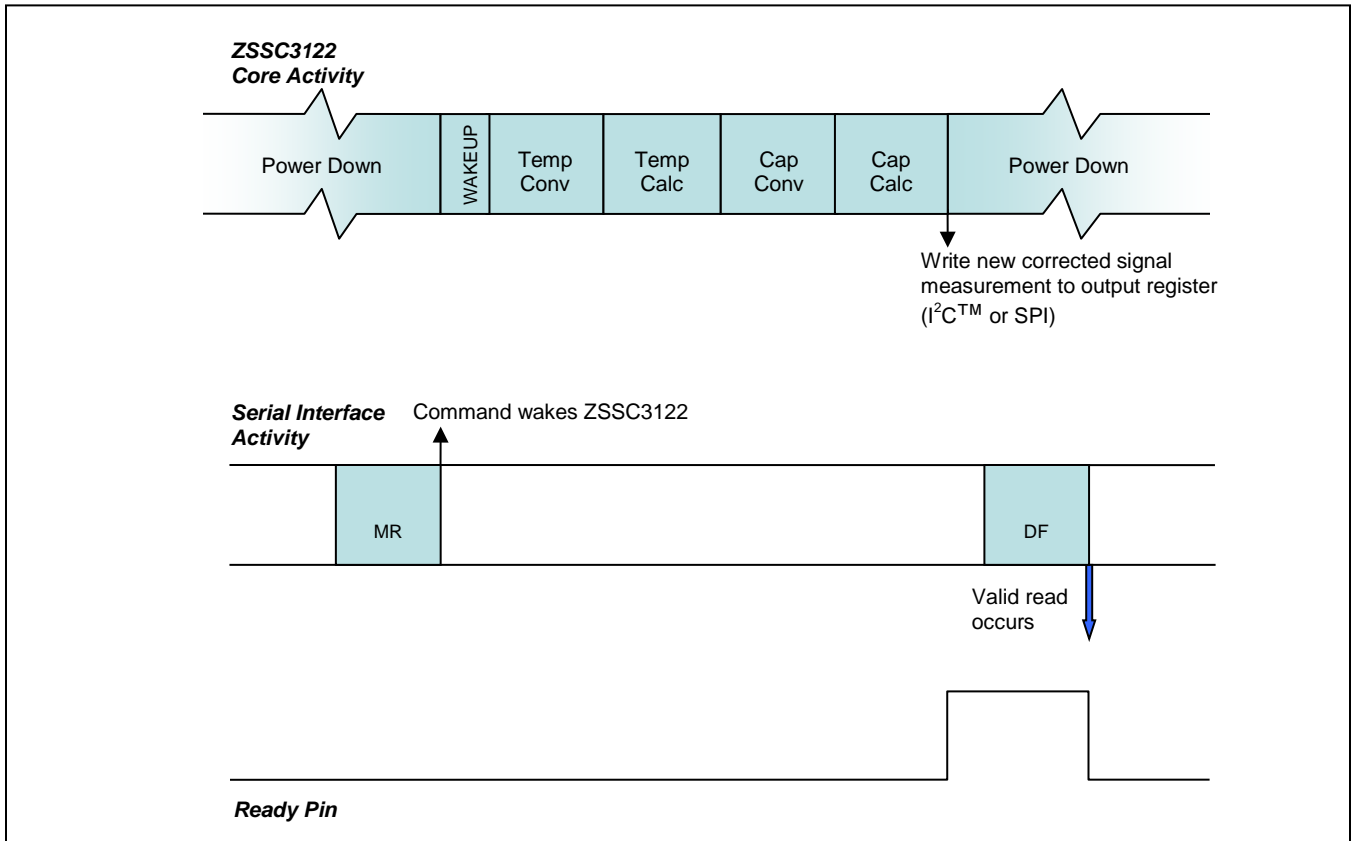 ZSSC3122
Core Activity
Power Down
WAKEUP
Temp
Conv
Temp
Calc
Cap
Conv
Cap
Calc
Power Down
Write new corrected signal
measurement to output register
(I²C™ or SPI)
Serial Interface
Activity
Command wakes ZSSC3122
MR
DF
Valid read
occurs
Ready Pin